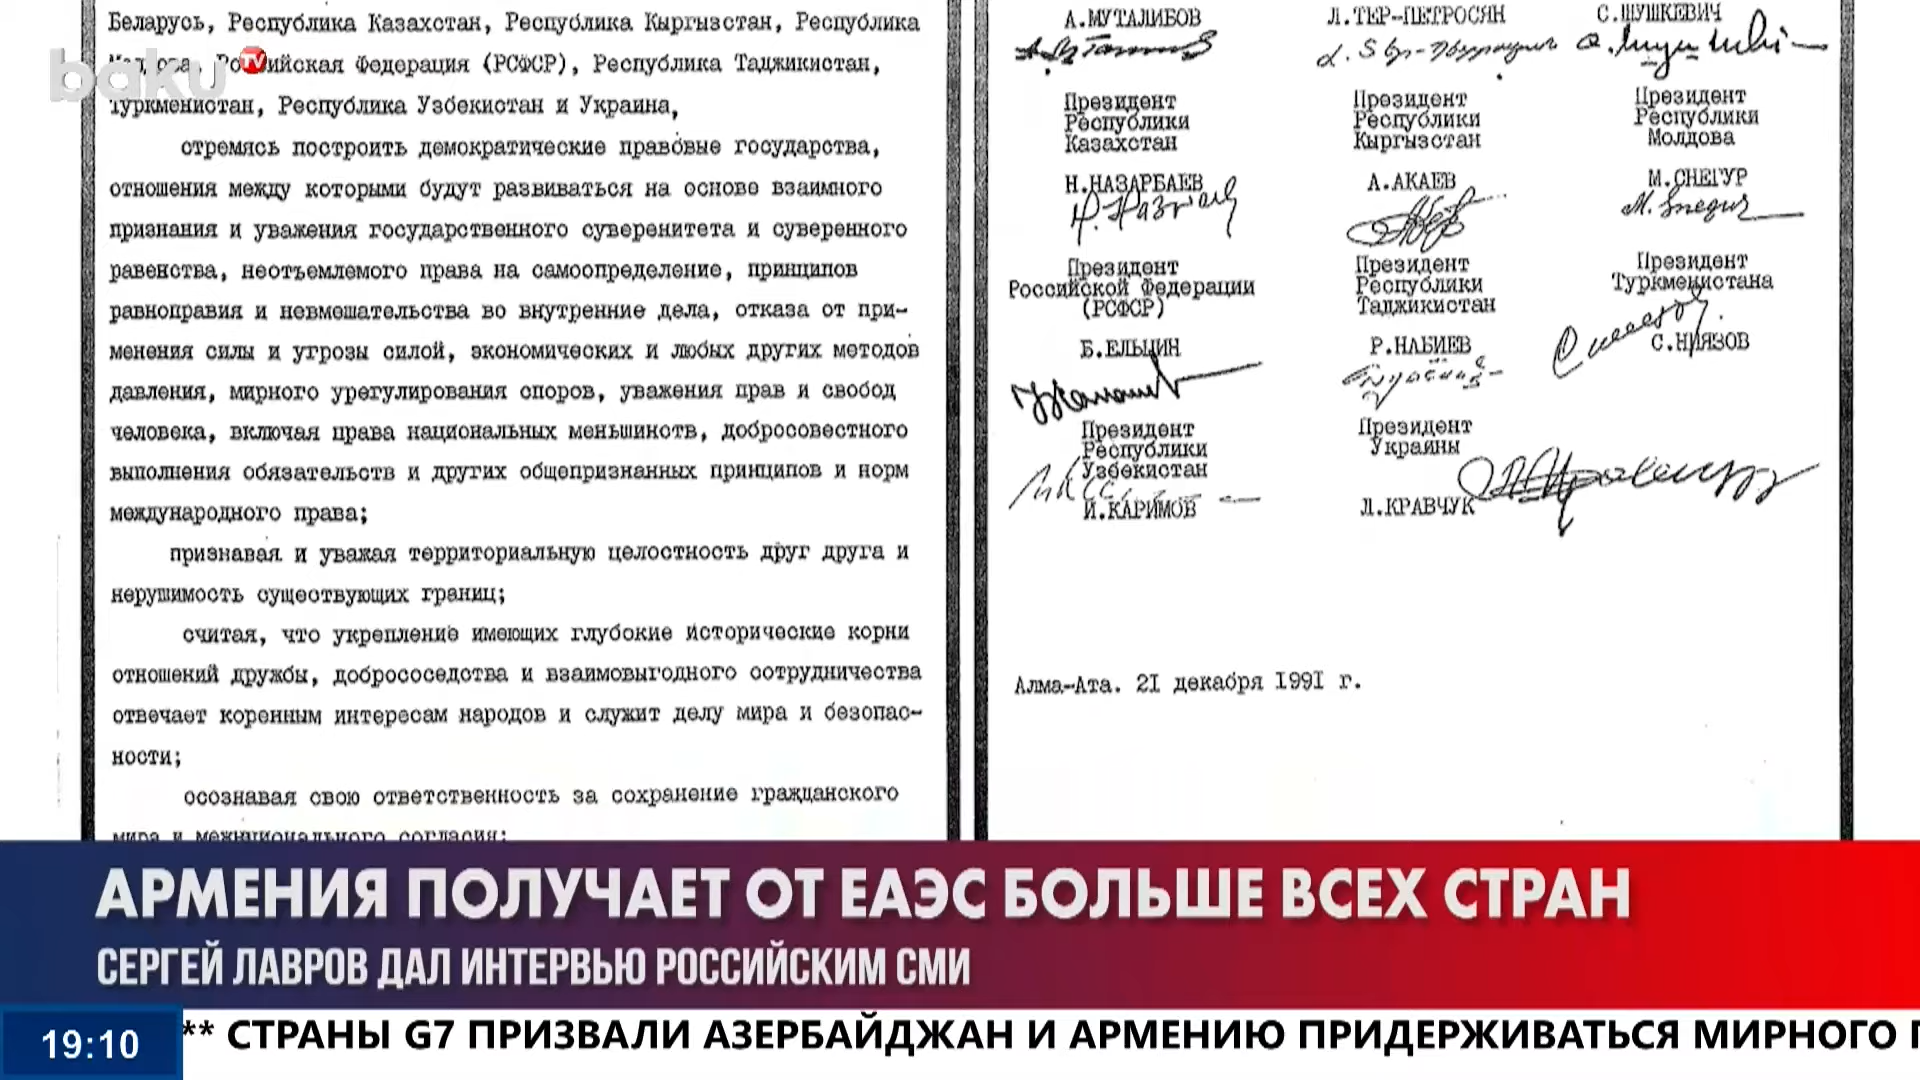 Беларусь, Республика Казахстан, Республика Кыргызстан, Республика
Молдова, Российская Федерация (РСФСР), Республика Таджикистан,
Туркменистан, Республика Узбекистан и Украина,
стремясь построить демократические правовые государства,
отношения между которыми будут развиваться на основе взаимного
признания и уважения государственного суверенитета и суверенного
равенства, неотъемлемого права на самоопределение, принципов
равноправия и невмешательства во внутренние дела, отказа от при-
менения силы и угрозы силой, экономических и любых других методов
давления, мирного урегулирования споров, уважения прав и свобод
человека, включая права национальных меньшинств, добросовестного
выполнения обязательств и других общепризнанных принципов и норм
международного права;
признавая и уважая территориальную целостность друг друга и
нерушимость существующих границ;
считая, что укрепление имеющих глубокие исторические корни
отношений дружбы, добрососедства и взаимовыгодного сотрудничества
отвечает коренным интересам народов и служит делу мира и безопас-
ности;
осознавая свою ответственность за сохранение гражданского
мира и межнционального согласия;
baku TV
А.МУТАЛИБОВ Л.ТЕР-ПЕТРОСЯН С.ШУШКЕВИЧ
Президент Президент Президент
Республики Республики Республики
Казахстан Кыргызстан Молдова
Н.НАЗАРБАЕВ А.АКАЕВ М.СНЕГУР
Президент Президент Президент
Российской Федерации Республики Туркменистана
(РСФСР) Таджикистан
Б.ЕЛЬЦИН Р.НАБИЕВ С.НИЯЗОВ
Президент Президент
Республики Украины
Узбекистан
И.КАРИМОВ Л.КРАВЧУК
Алма-Ата. 21 декабря 1991 г.
АРМЕНИЯ ПОЛУЧАЕТ ОТ ЕАЭС БОЛЬШЕ ВСЕХ СТРАН
СЕРГЕЙ ЛАВРОВ ДАЛ ИНТЕРВЬЮ РОССИЙСКИМ СМИ
19:10 ** СТРАНЫ G7 ПРИЗВАЛИ АЗЕРБАЙДЖАН И АРМЕНИЮ ПРИДЕРЖИВАТЬСЯ МИРНОГО